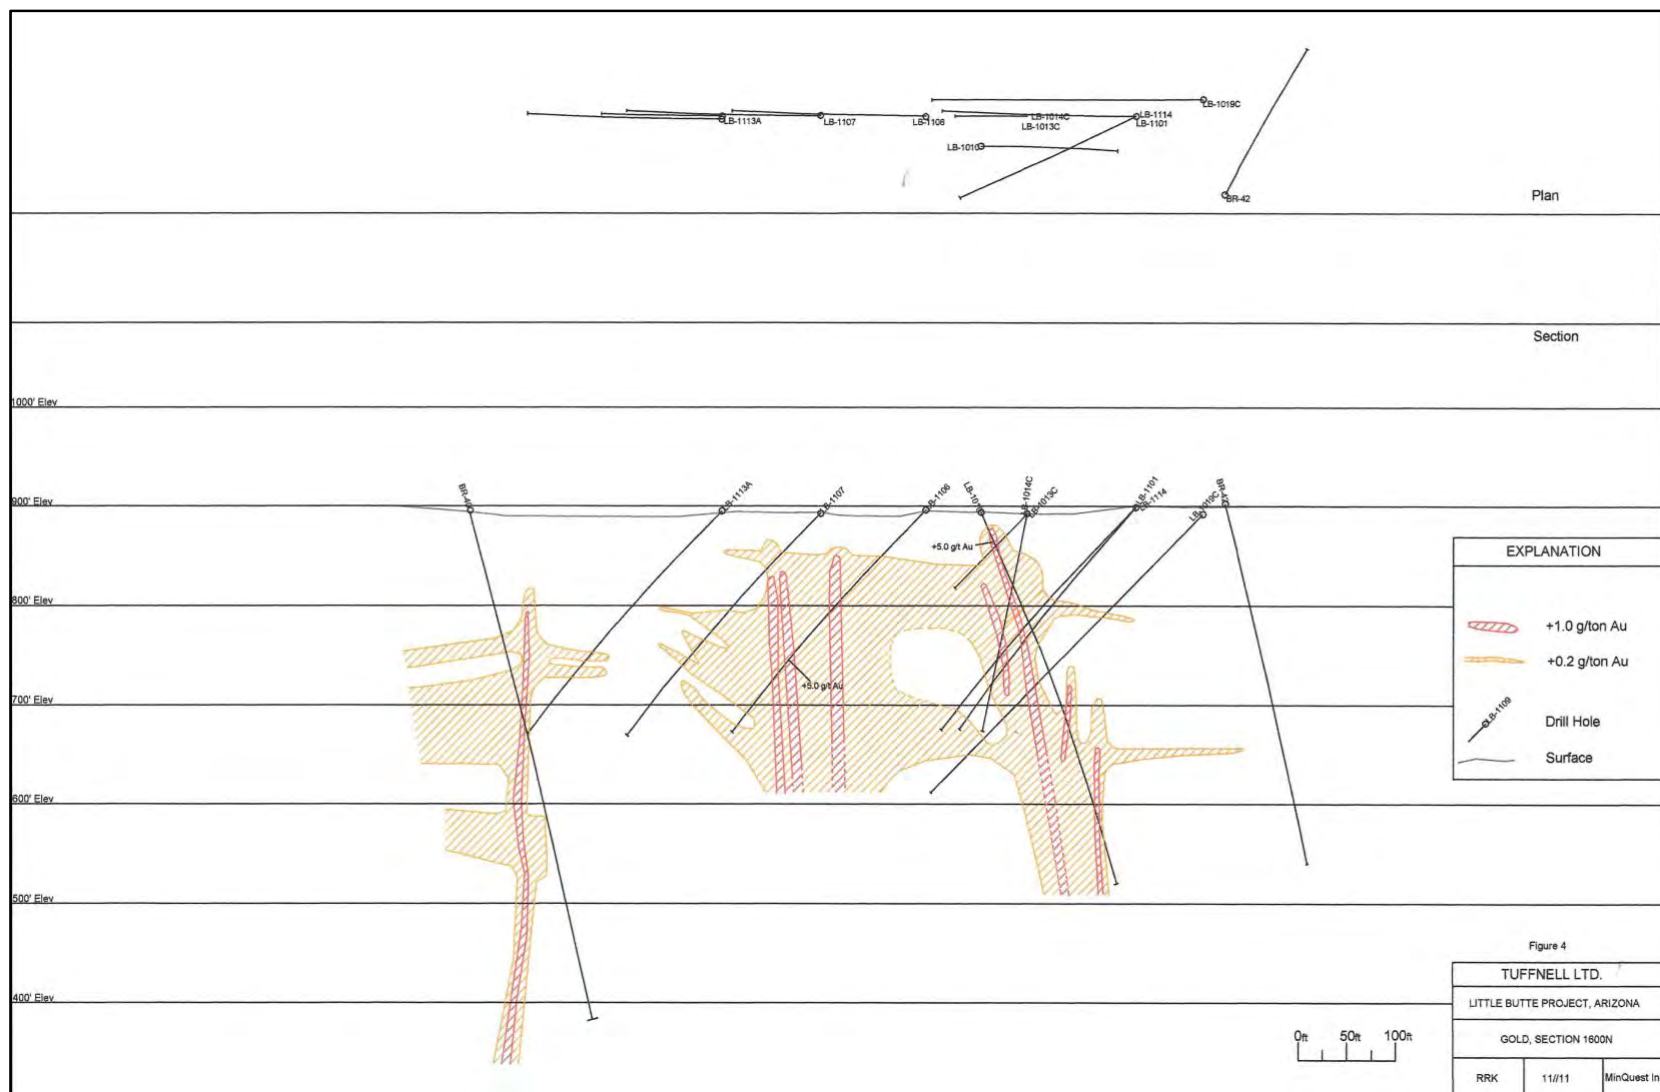 LB-1019C
LB-1113A
LB-1107
LB-1106
LB-1014C
LB-1013C
LB-1114
LB-1101
LB-1010
BR-42
Plan
Section
1000' Elev
900' Elev
LB-1113A
LB-1107
LB-1106
LB-1010
LB-1014C
LB-1013C
LB-1101
LB-1114
LB-1019C
BR-42
+5.0 g/t Au
800' Elev
+5.0 g/t Au
700' Elev
600' Elev
500' Elev
400' Elev
EXPLANATION
+1.0 g/ton Au
+0.2 g/ton Au
LB-1109
Drill Hole
Surface
Figure 4
TUFFNELL LTD.
LITTLE BUTTE PROJECT, ARIZONA
GOLD, SECTION 1600N
RRK 11//11 MinQuest In
0ft 50ft 100ft